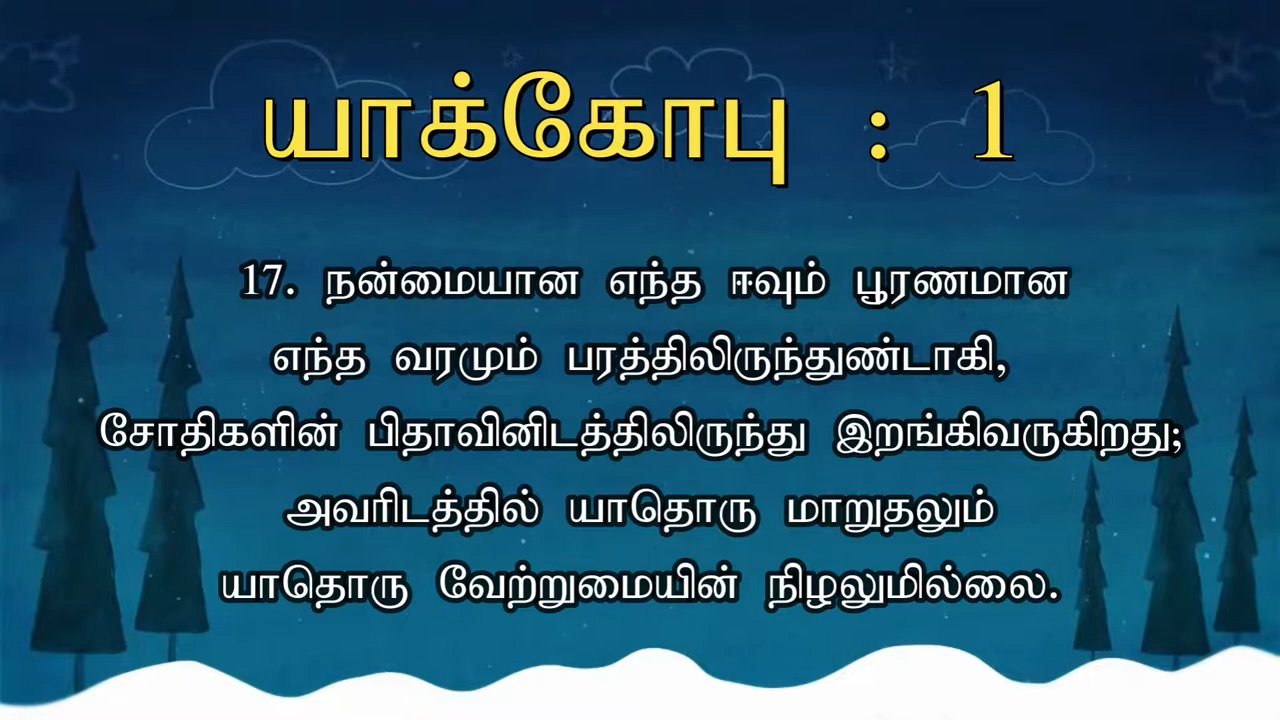 யாக்கோபு : 1
17. நன்மையான எந்த ஈவும் பூரணமான
எந்த வரமும் பரத்திலிருந்துண்டாகி,
சோதிகளின் பிதாவினிடத்திலிருந்து இறங்கிவருகிறது;
அவரிடத்தில் யாதொரு மாறுதலும்
யாதொரு வேற்றுமையின் நிழலுமில்லை.